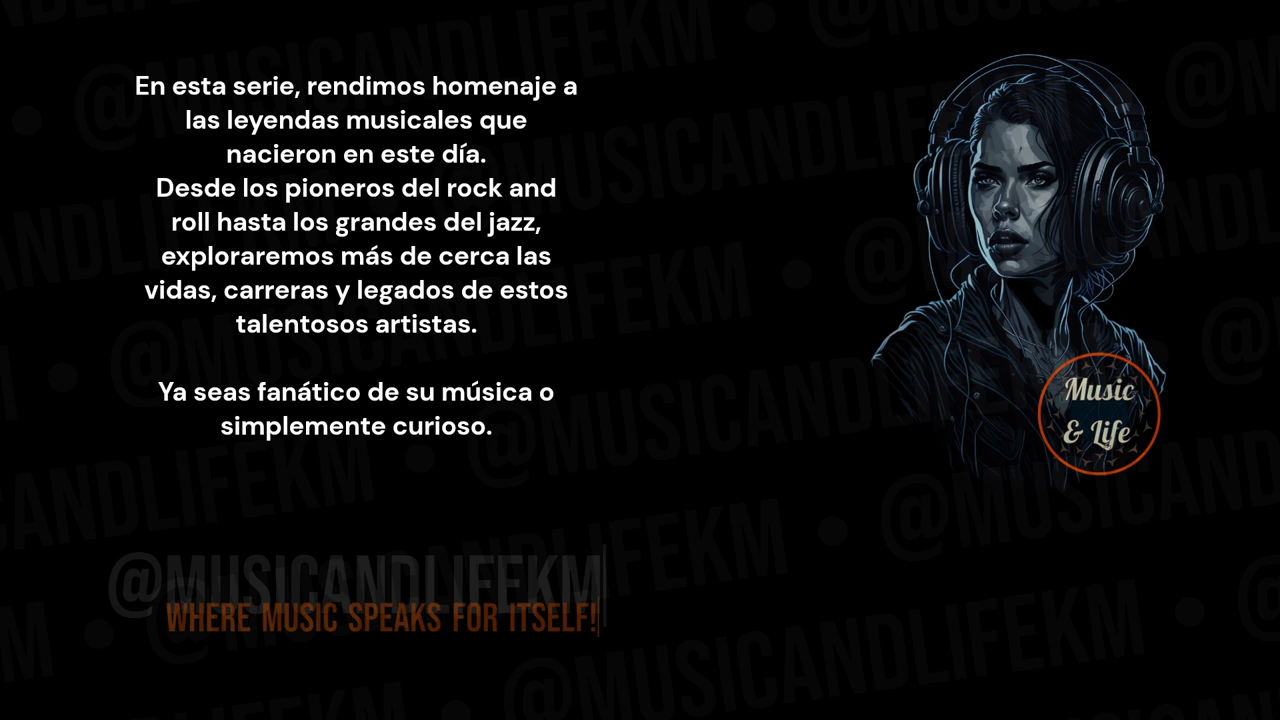 En esta serie, rendimos homenaje a
las leyendas musicales que
nacieron en este día.
Desde los pioneros del rock and
roll hasta los grandes del jazz,
exploraremos más de cerca las
vidas, carreras y legados de estos
talentosos artistas.
Ya seas fanático de su música o
simplemente curioso.
Music
& Life
@MUSICANDLIFEKM
WHERE MUSIC SPEAKS FOR ITSELF!